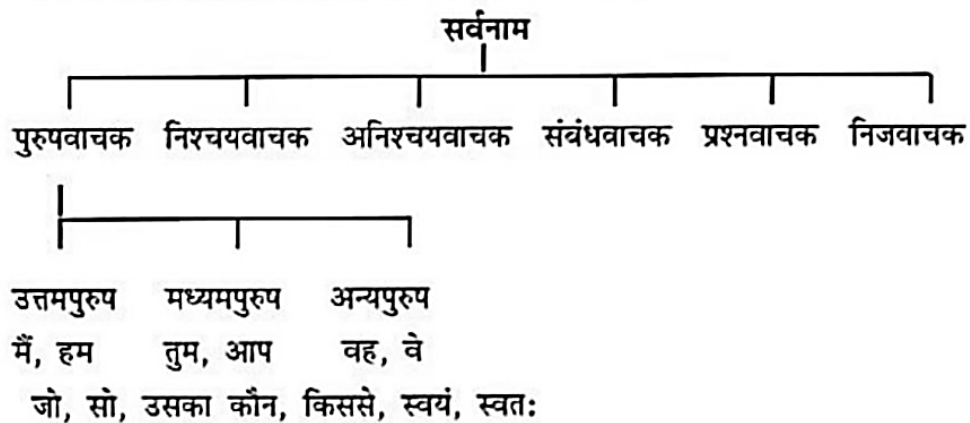 सर्वनाम
पुरुषवाचक निश्चयवाचक अनिश्चयवाचक संबंधवाचक प्रश्नवाचक निजवाचक
उत्तमपुरुष मध्यमपुरुष अन्यपुरुष
मैं, हम तुम, आप वह, वे
जो, सो, उसका कौन, किससे, स्वयं, स्वत: